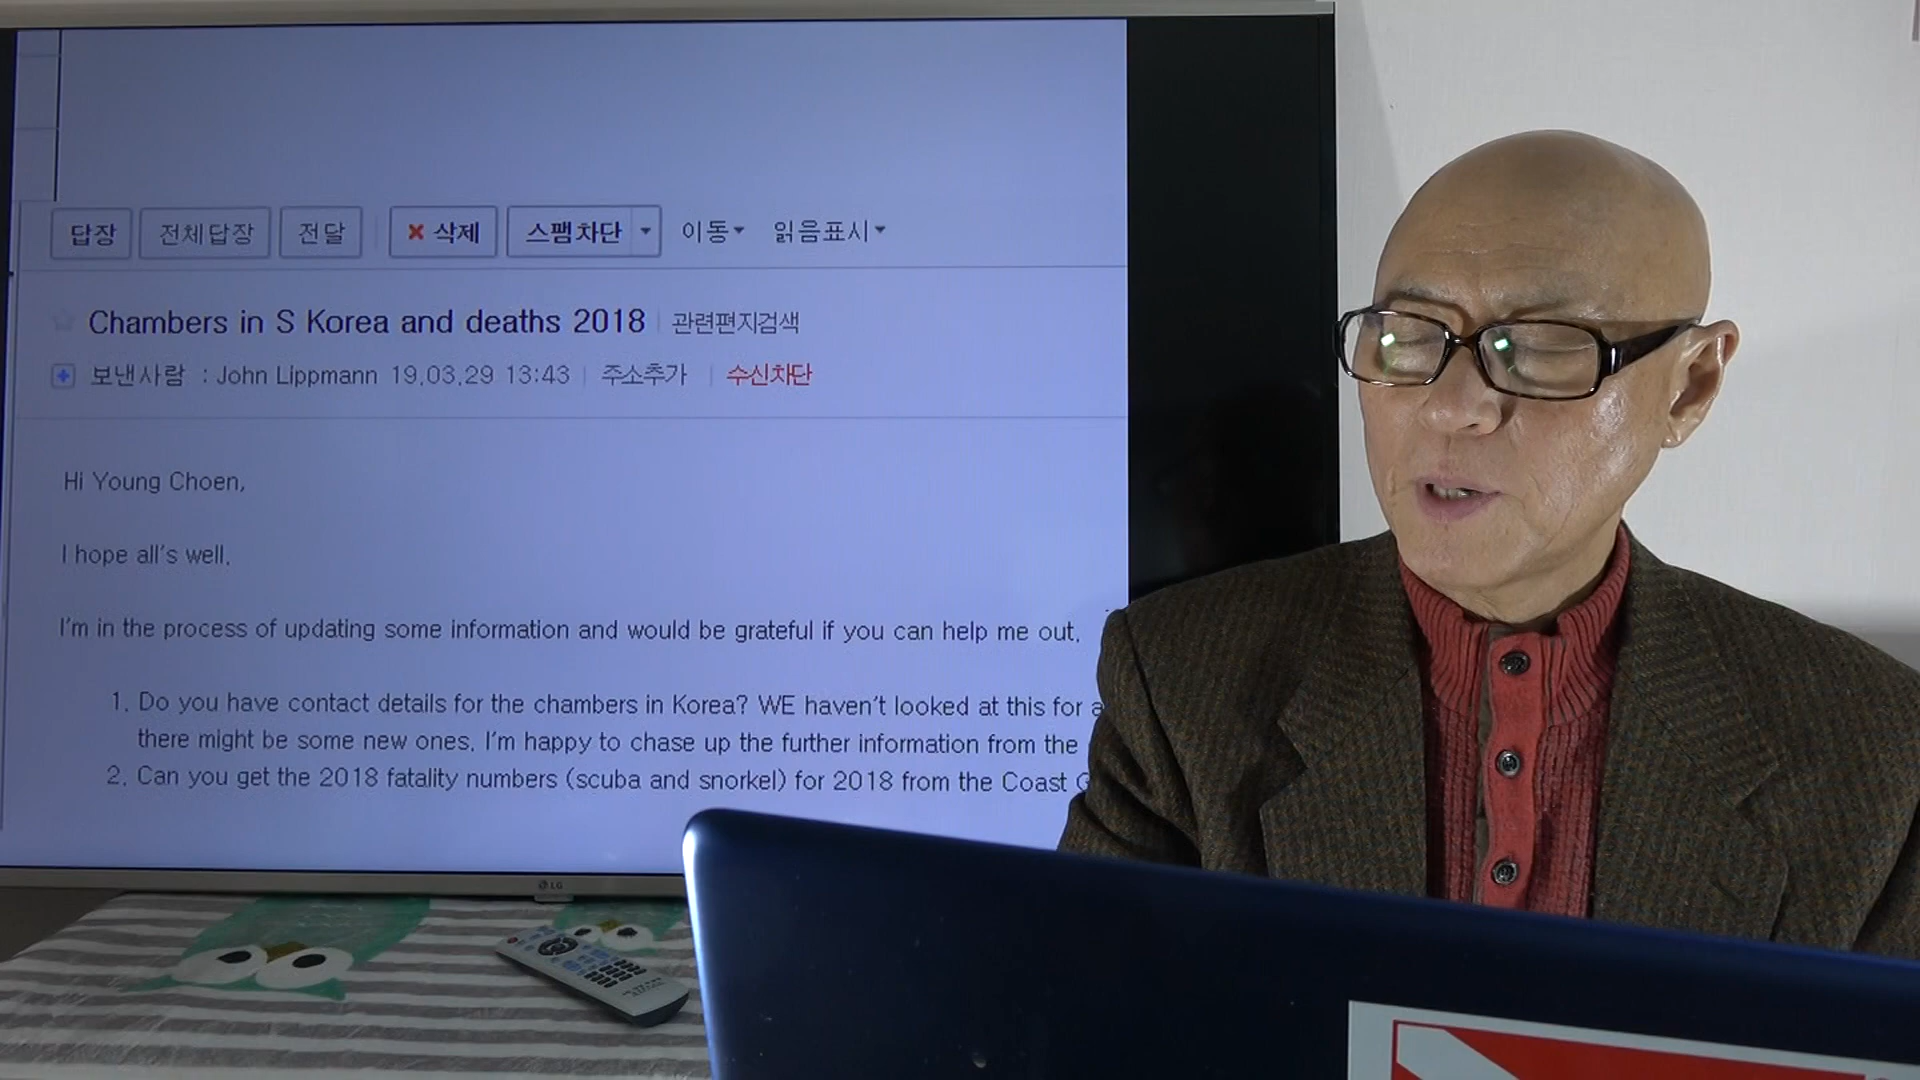 답장 전체답장 전달 삭제 스팸차단 이동 읽음표시
Chambers in S Korea and deaths 2018 관련편지검색
보낸사람 : John Lippmann 19.03.29 13:43 주소추가 수신차단
Hi Young Choen,
I hope all's well.
I'm in the process of updating some information and would be grateful if you can help me out.
1. Do you have contact details for the chambers in Korea? WE haven't looked at this for a
there might be some new ones. I'm happy to chase up the further information from the
2. Can you get the 2018 fatality numbers (scuba and snorkel) for 2018 from the Coast G
LG